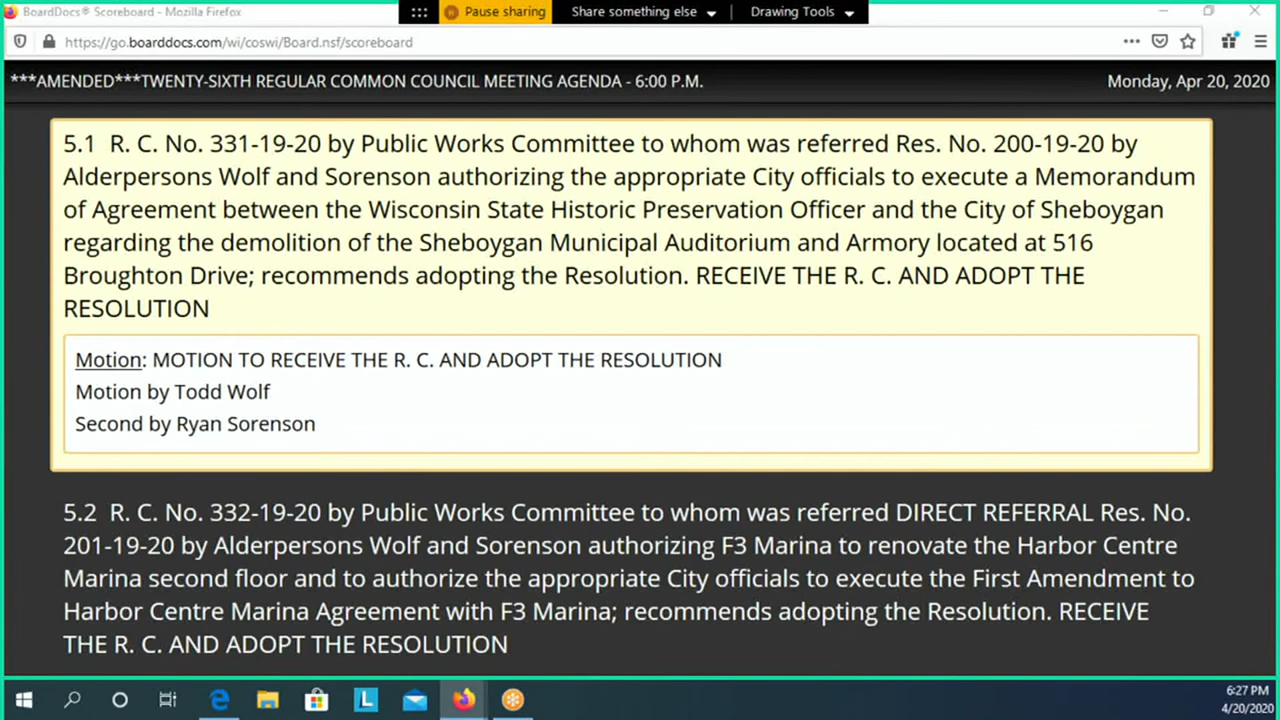 BoardDocs® Scoreboard - Mozilla Firefox
Pause sharing
Share something else
Drawing Tools
https://go.boarddocs.com/wi/coswi/Board.nsf/scoreboard
***AMENDED***TWENTY-SIXTH REGULAR COMMON COUNCIL MEETING AGENDA - 6:00 P.M.
Monday, Apr 20, 2020
5.1 R. C. No. 331-19-20 by Public Works Committee to whom was referred Res. No. 200-19-20 by
Alderpersons Wolf and Sorenson authorizing the appropriate City officials to execute a Memorandum
of Agreement between the Wisconsin State Historic Preservation Officer and the City of Sheboygan
regarding the demolition of the Sheboygan Municipal Auditorium and Armory located at 516
Broughton Drive; recommends adopting the Resolution. RECEIVE THE R. C. AND ADOPT THE
RESOLUTION
Motion: MOTION TO RECEIVE THE R. C. AND ADOPT THE RESOLUTION
Motion by Todd Wolf
Second by Ryan Sorenson
5.2 R. C. No. 332-19-20 by Public Works Committee to whom was referred DIRECT REFERRAL Res. No.
201-19-20 by Alderpersons Wolf and Sorenson authorizing F3 Marina to renovate the Harbor Centre
Marina second floor and to authorize the appropriate City officials to execute the First Amendment to
Harbor Centre Marina Agreement with F3 Marina; recommends adopting the Resolution. RECEIVE
THE R. C. AND ADOPT THE RESOLUTION
L
6:27 PM
4/20/2020